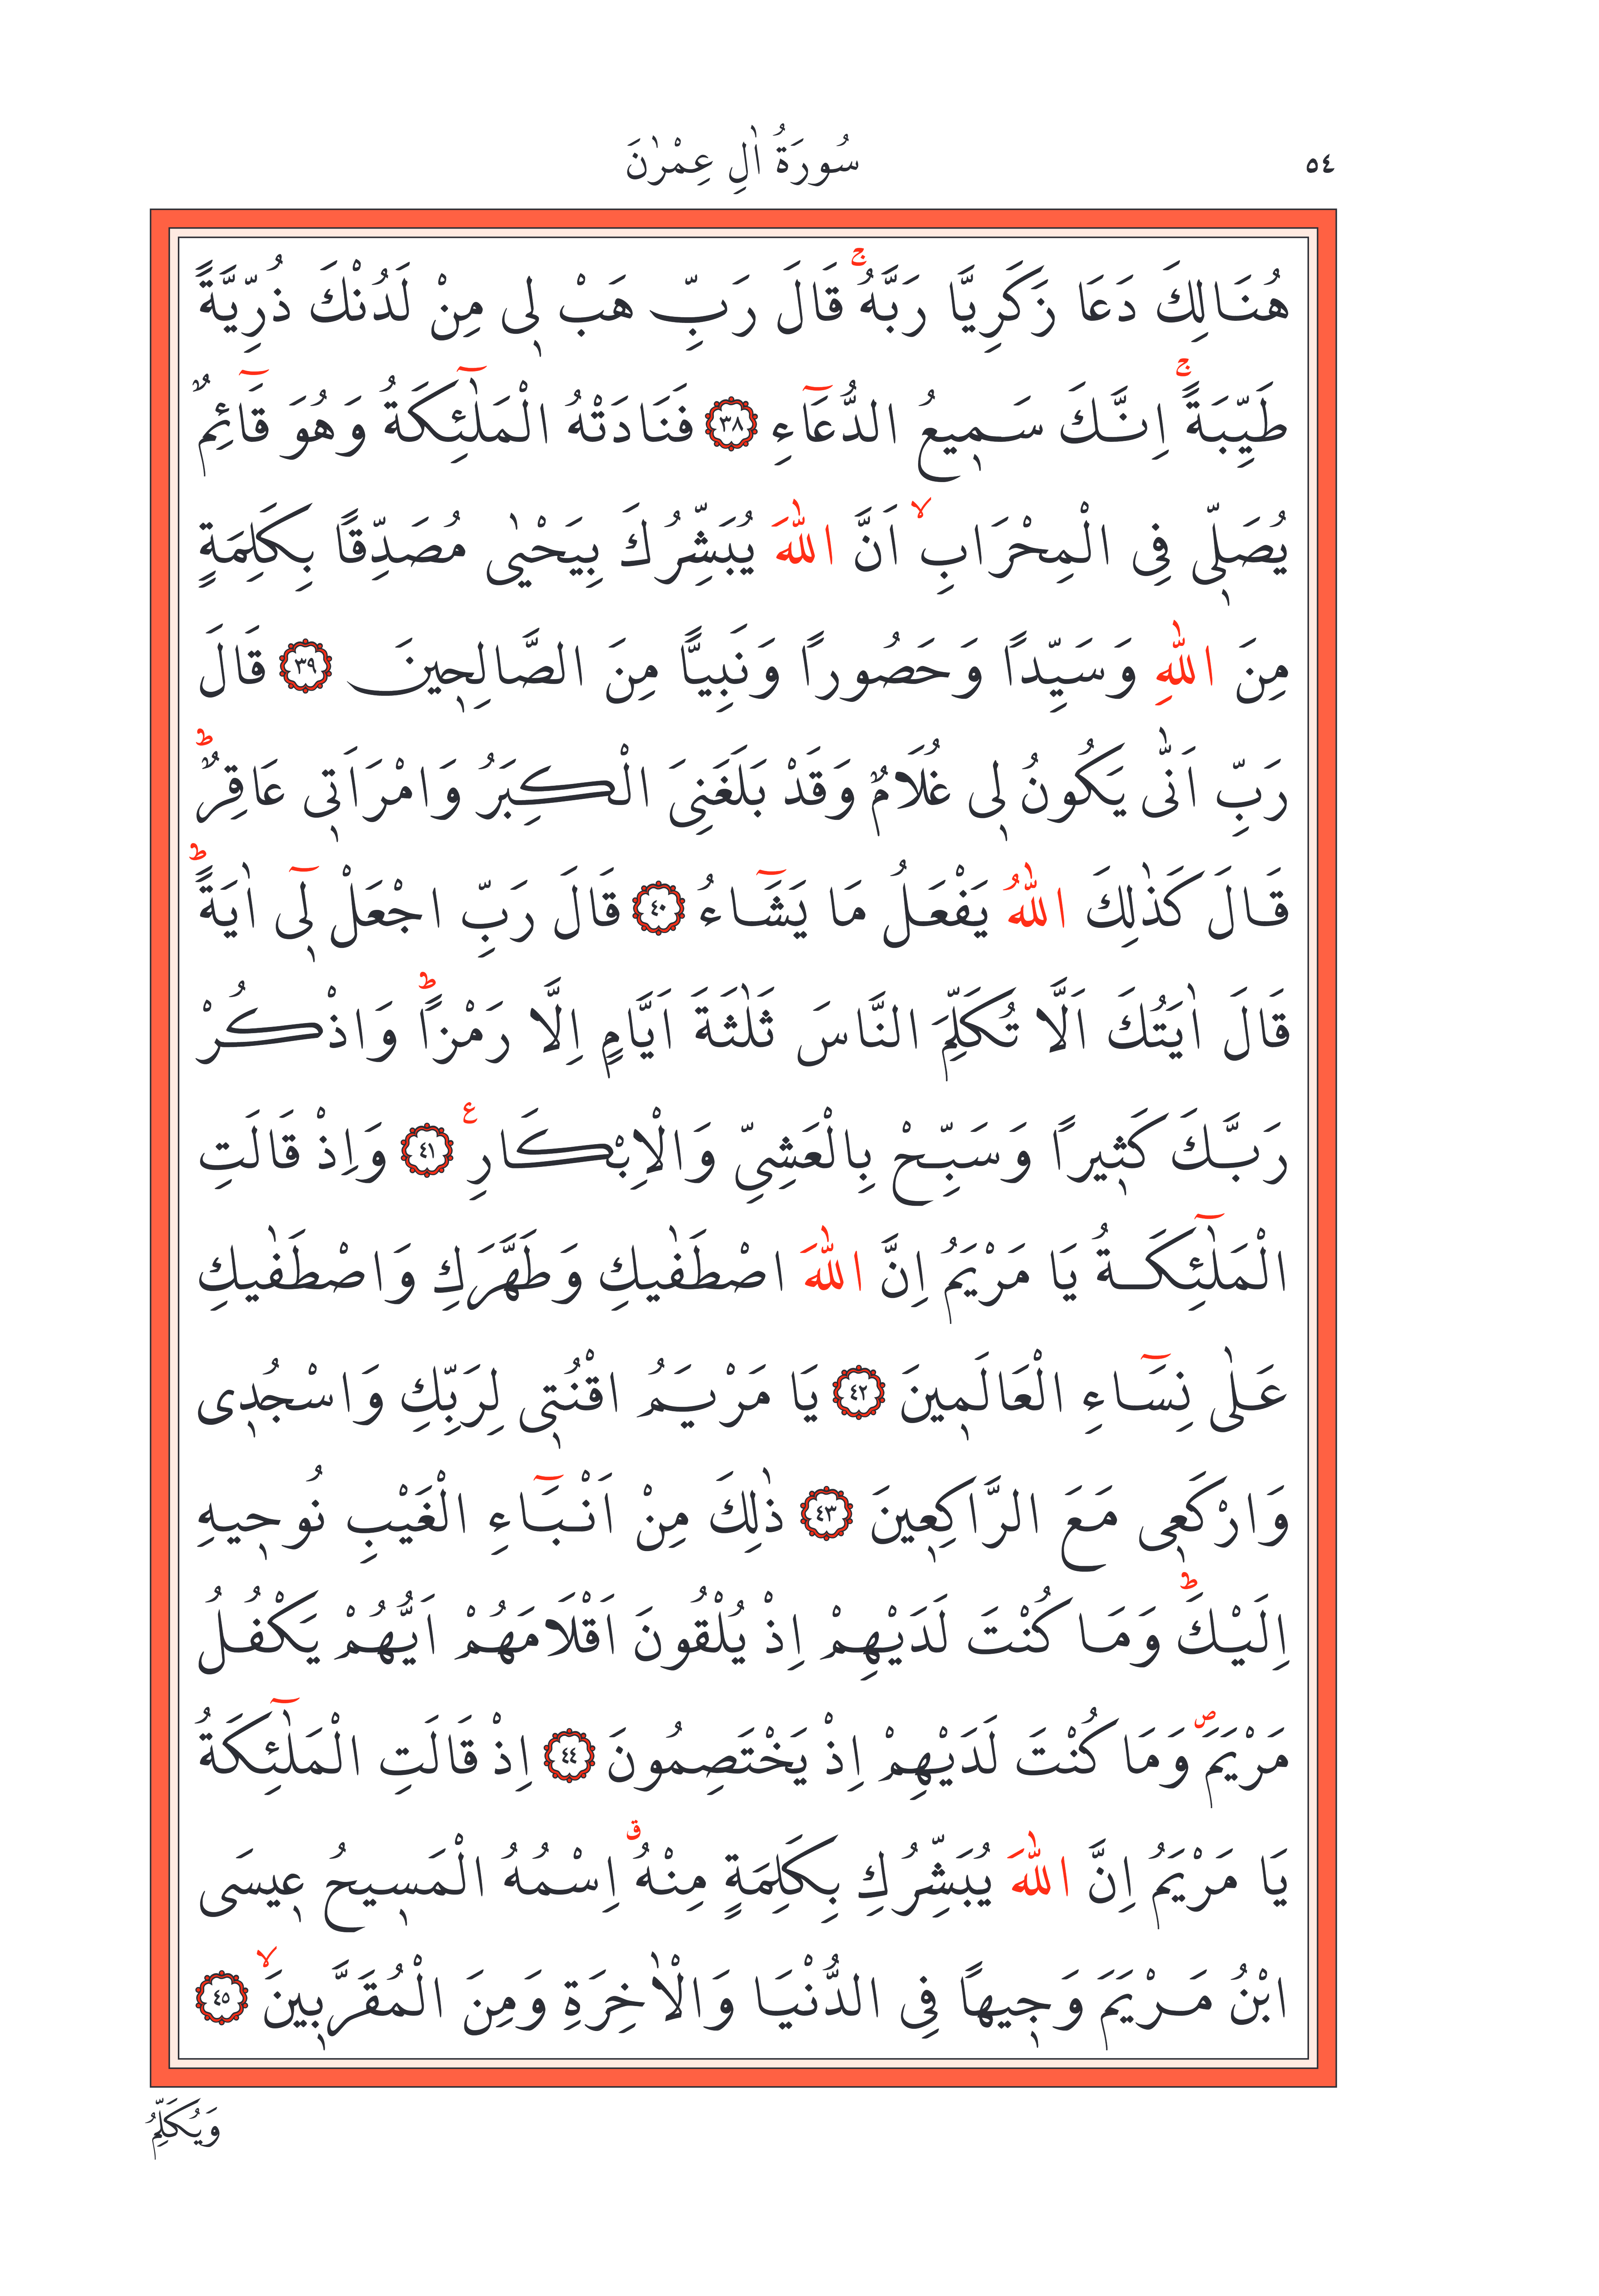 ٥٤
سُورَةُ اٰلِ عِمْرٰنَ
هُنَالِكَ دَعَا زَكَرِيَّا رَبَّهُۚ قَالَ رَبِّ هَبْ ل۪ى مِنْ لَدُنْكَ ذُرِّيَّةً
طَيِّبَةًۚ اِنَّكَ سَم۪يعُ الدُّعَٓاءِ ٣٨ فَنَادَتْهُ الْمَلٰٓئِكَةُ وَهُوَ قَٓائِمٌ
يُصَلّ۪ى فِى الْمِحْرَابِۙ اَنَّ اللّٰهَ يُبَشِّرُكَ بِيَحْيٰى مُصَدِّقًا بِكَلِمَةٍ
مِنَ اللّٰهِ وَسَيِّدًا وَحَصُورًا وَنَبِيًّا مِنَ الصَّالِح۪ينَ ٣٩ قَالَ
رَبِّ اَنّٰى يَكُونُ ل۪ى غُلَامٌ وَقَدْ بَلَغَنِىَ الْكِبَرُ وَامْرَاَت۪ى عَاقِرٌۜ
قَالَ كَذٰلِكَ اللّٰهُ يَفْعَلُ مَا يَشَٓاءُ ٤٠ قَالَ رَبِّ اجْعَلْ ل۪ٓى اٰيَةًۜ
قَالَ اٰيَتُكَ اَلَّا تُكَلِّمَ النَّاسَ ثَلٰثَةَ اَيَّامٍ اِلَّا رَمْزًاۜ وَاذْكُرْ
رَبَّكَ كَث۪يرًا وَسَبِّحْ بِالْعَشِىِّ وَالْاِبْكَارِ ع ٤١ وَاِذْ قَالَتِ
الْمَلٰٓئِكَةُ يَا مَرْيَمُ اِنَّ اللّٰهَ اصْطَفٰيكِ وَطَهَّرَكِ وَاصْطَفٰيكِ
عَلٰى نِسَٓاءِ الْعَالَم۪ينَ ٤٢ يَا مَرْيَمُ اقْنُت۪ى لِرَبِّكِ وَاسْجُد۪ى
وَارْكَع۪ى مَعَ الرَّاكِع۪ينَ ٤٣ ذٰلِكَ مِنْ اَنْبَٓاءِ الْغَيْبِ نُوح۪يهِ
اِلَيْكَۜ وَمَا كُنْتَ لَدَيْهِمْ اِذْ يُلْقُونَ اَقْلَامَهُمْ اَيُّهُمْ يَكْفُلُ
مَرْيَمَۖ وَمَا كُنْتَ لَدَيْهِمْ اِذْ يَخْتَصِمُونَ ٤٤ اِذْ قَالَتِ الْمَلٰٓئِكَةُ
يَا مَرْيَمُ اِنَّ اللّٰهَ يُبَشِّرُكِ بِكَلِمَةٍ مِنْهُۗ اِسْمُهُ الْمَس۪يحُ ع۪يسَى
ابْنُ مَرْيَمَ وَج۪يهًا فِى الدُّنْيَا وَالْاٰخِرَةِ وَمِنَ الْمُقَرَّب۪ينَۙ ٤٥
وَيُكَلِّمُ